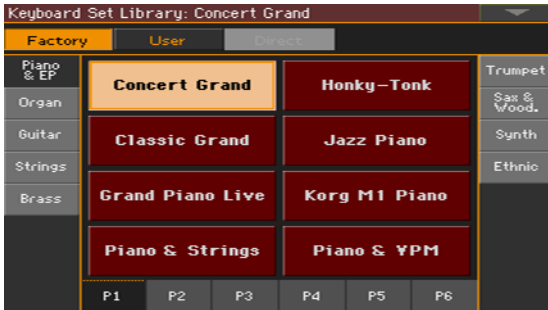 Keyboard Set Library: Concert Grand
Factory
User
Direct
Piano
& EP
Organ
Guitar
Strings
Brass
Concert Grand
Honky-Tonk
Classic Grand
Jazz Piano
Grand Piano Live
Korg M1 Piano
Piano & Strings
Piano & VPM
Trumpet
Sax &
Wood.
Synth
Ethnic
P1
P2
P3
P4
P5
P6